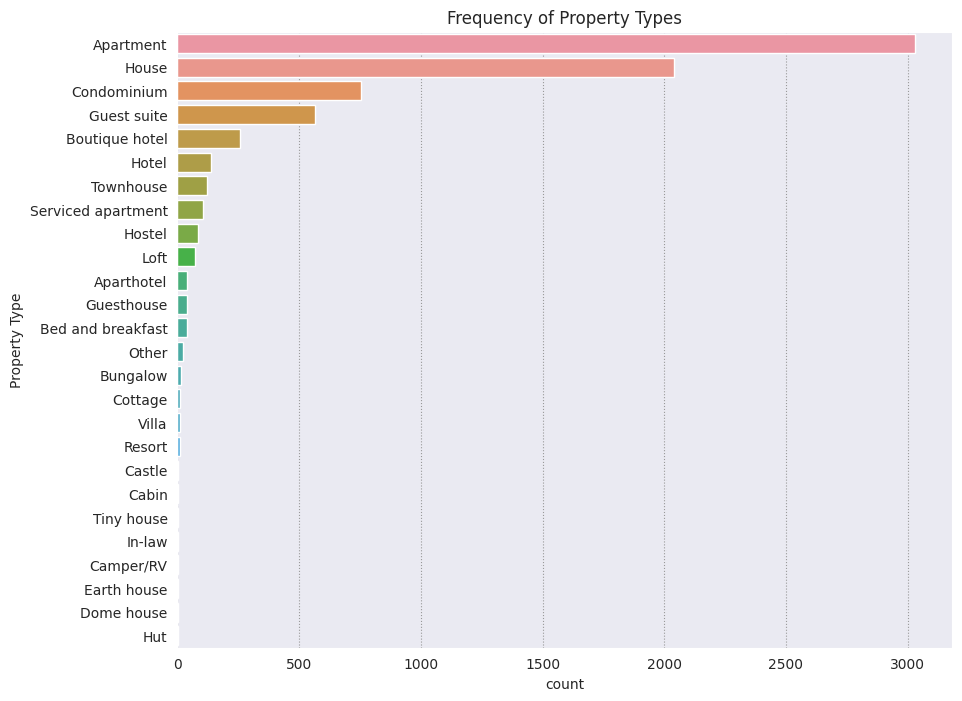 Frequency of Property Types
Property Type
Apartment
House
Condominium
Guest suite
Boutique hotel
Hotel
Townhouse
Serviced apartment
Hostel
Loft
Aparthotel
Guesthouse
Bed and breakfast
Other
Bungalow
Cottage
Villa
Resort
Castle
Cabin
Tiny house
In-law
Camper/RV
Earth house
Dome house
Hut
0 500 1000 1500 2000 2500 3000
count